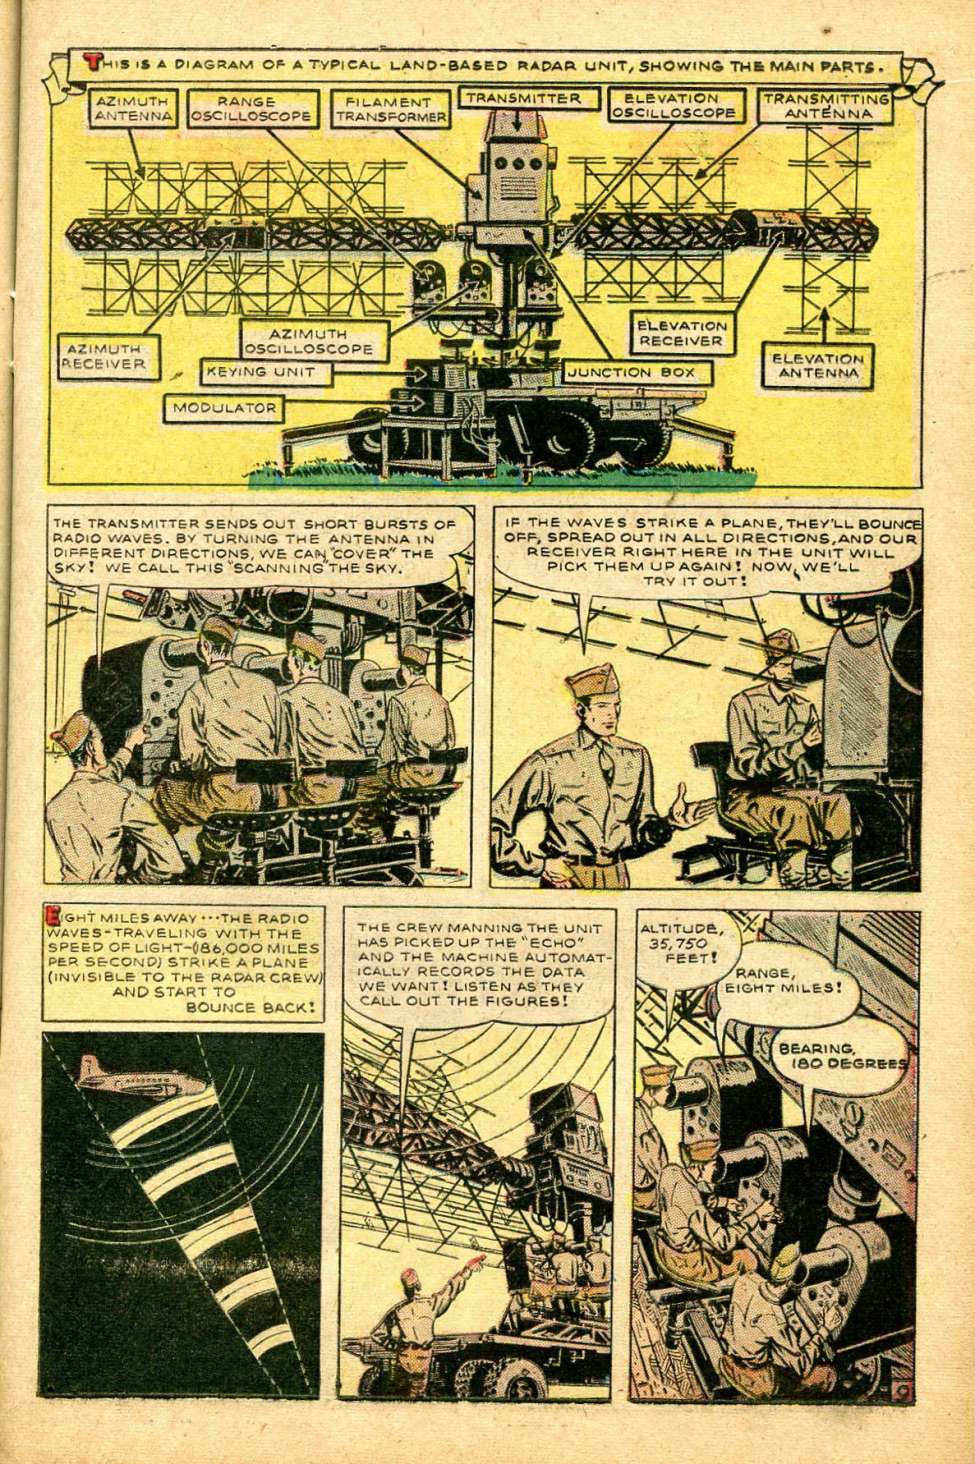 THIS IS A DIAGRAM OF A TYPICAL LAND-BASED RADAR UNIT, SHOWING THE MAIN PARTS.
AZIMUTH
ANTENNA
RANGE
OSCILLOSCOPE
FILAMENT
TRANSFORMER
TRANSMITTER
ELEVATION
OSCILLOSCOPE
TRANSMITTING
ANTENNA
AZIMUTH
RECEIVER
AZIMUTH
OSCILLOSCOPE
KEYING UNIT
MODULATOR
ELEVATION
RECEIVER
JUNCTION BOX
ELEVATION
ANTENNA
THE TRANSMITTER SENDS OUT SHORT BURSTS OF
RADIO WAVES. BY TURNING THE ANTENNA IN
DIFFERENT DIRECTIONS, WE CAN "COVER" THE
SKY! WE CALL THIS "SCANNING" THE SKY.
IF THE WAVES STRIKE A PLANE, THEY'LL BOUNCE
OFF, SPREAD OUT IN ALL DIRECTIONS, AND OUR
RECEIVER RIGHT HERE IN THE UNIT WILL
PICK THEM UP AGAIN! NOW, WE'LL
TRY IT OUT!
EIGHT MILES AWAY... THE RADIO
WAVES-TRAVELING WITH THE
SPEED OF LIGHT-(186,000 MILES
PER SECOND) STRIKE A PLANE
(INVISIBLE TO THE RADAR CREW)
AND START TO
BOUNCE BACK!
THE CREW MANNING THE UNIT
HAS PICKED UP THE "ECHO"
AND THE MACHINE AUTOMAT-
ICALLY RECORDS THE DATA
WE WANT! LISTEN AS THEY
CALL OUT THE FIGURES!
ALTITUDE,
35,750
FEET!
RANGE,
EIGHT MILES!
BEARING,
180 DEGREES
9